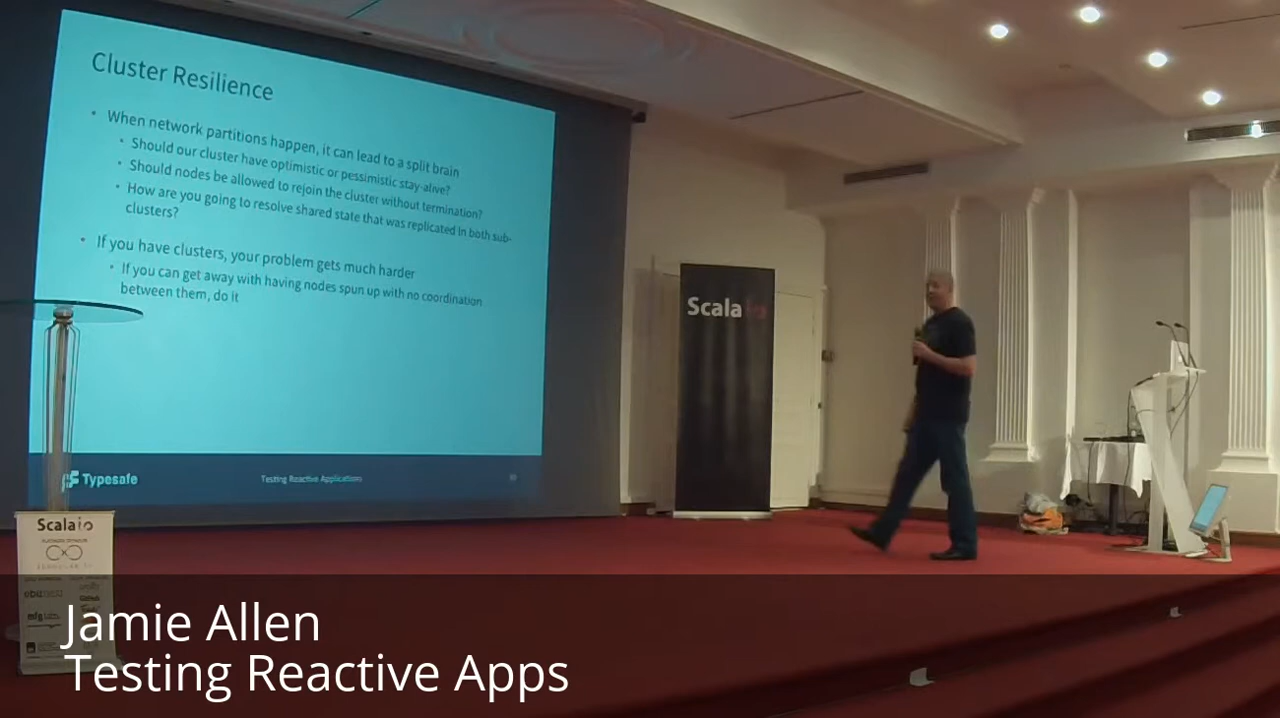 Cluster Resilience
• When network partitions happen, it can lead to a split brain
• Should our cluster have optimistic or pessimistic stay-alive?
• Should nodes be allowed to rejoin the cluster without termination?
• How are you going to resolve shared state that was replicated in both sub-
clusters?
• If you have clusters, your problem gets much harder
• If you can get away with having nodes spun up with no coordination
between them, do it
Typesafe
Testing Reactive Applications
Scala io
Scala io
Jamie Allen
Testing Reactive Apps